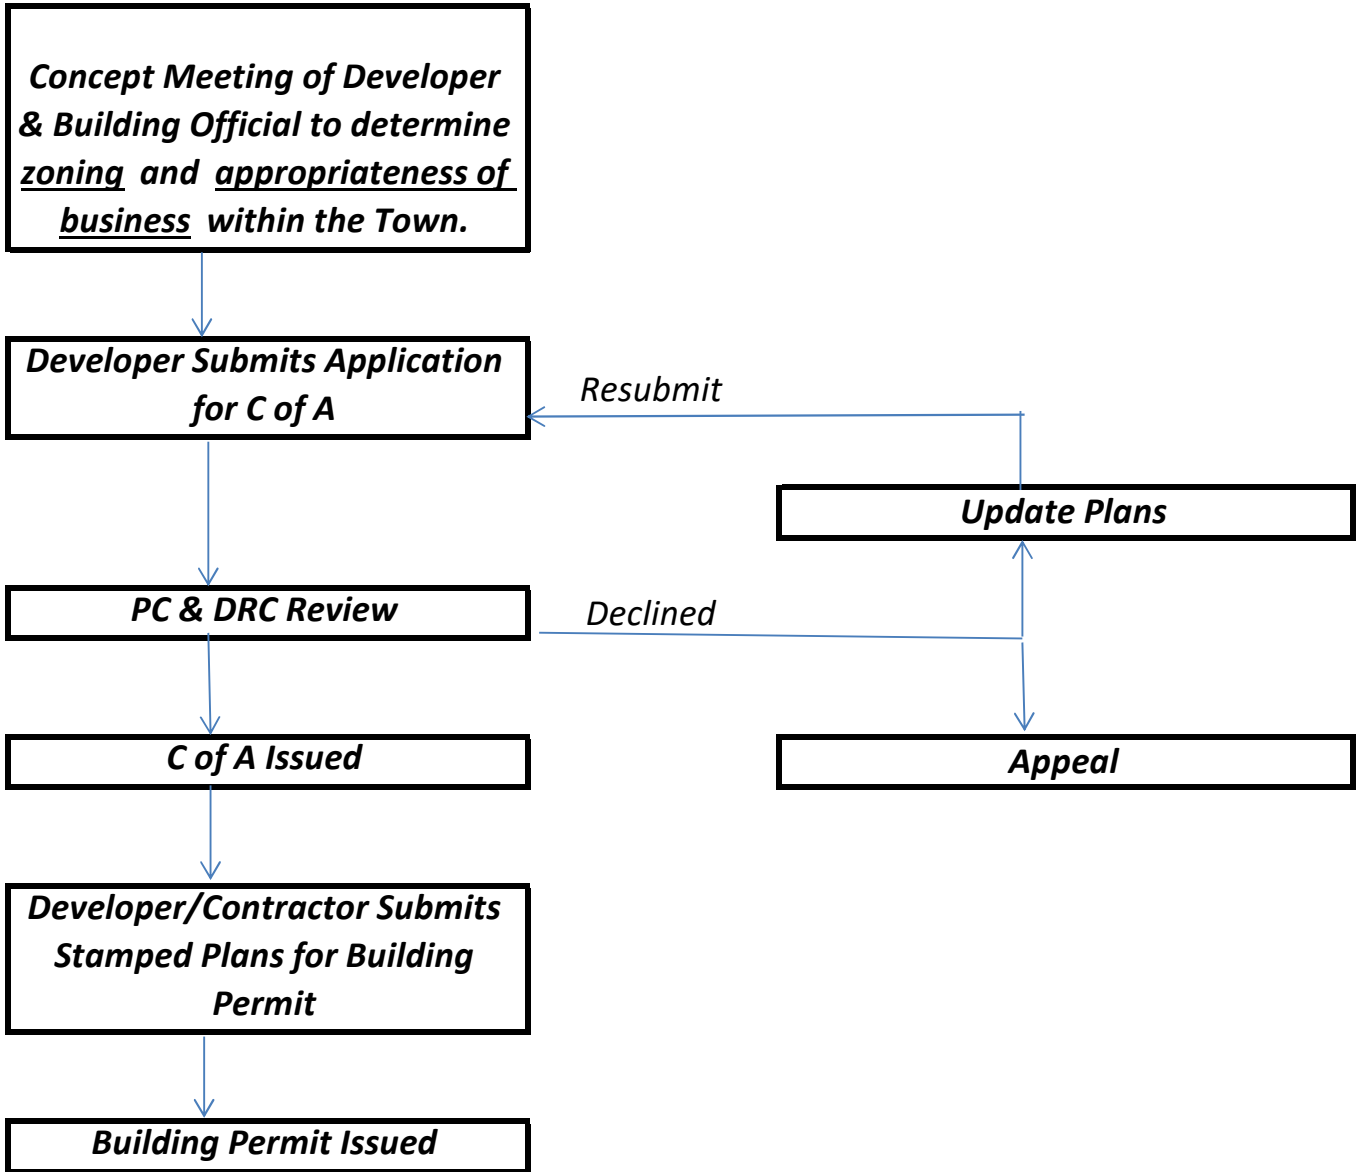 Concept Meeting of Developer
& Building Official to determine
zoning and appropriateness of
business within the Town.
Developer Submits Application
for C of A
Resubmit
Update Plans
PC & DRC Review
Declined
C of A Issued
Appeal
Developer/Contractor Submits
Stamped Plans for Building
Permit
Building Permit Issued